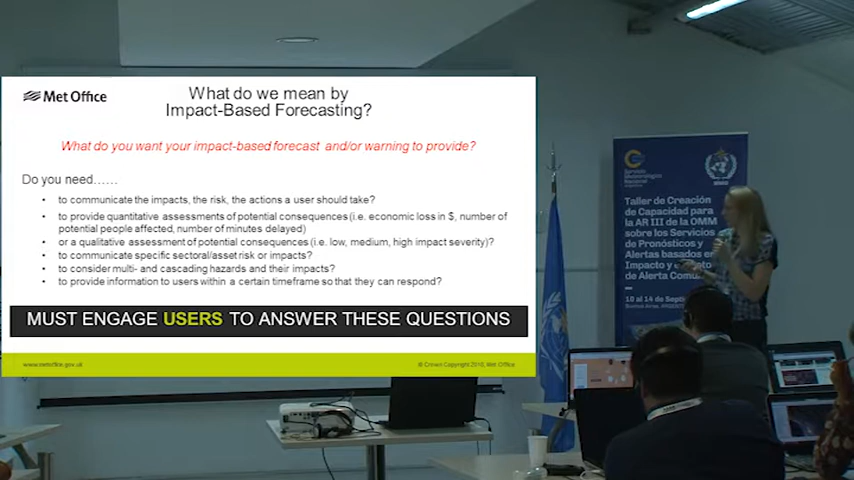 Met Office
What do we mean by
Impact-Based Forecasting?
What do you want your impact-based forecast and/or warning to provide?
Do you need......
• to communicate the impacts, the risk, the actions a user should take?
• to provide quantitative assessments of potential consequences (i.e. economic loss in $, number of
potential people affected, number of minutes delayed)
• or a qualitative assessment of potential consequences (i.e. low, medium, high impact severity)?
• to communicate specific sectoral/asset risk or impacts?
• to consider multi- and cascading hazards and their impacts?
• to provide information to users within a certain timeframe so that they can respond?
MUST ENGAGE USERS TO ANSWER THESE QUESTIONS
www.metoffice.gov.uk
© Crown Copyright 2018, Met Office
Servicio
Meteorológico
Nacional
Taller de Creación
de Capacidad para
la AR III de la OMM
sobre los Servicios
de Pronósticos y
Alertas basados en
Impacto y
de Alerta
10 al 14 de
Buenos Aires,